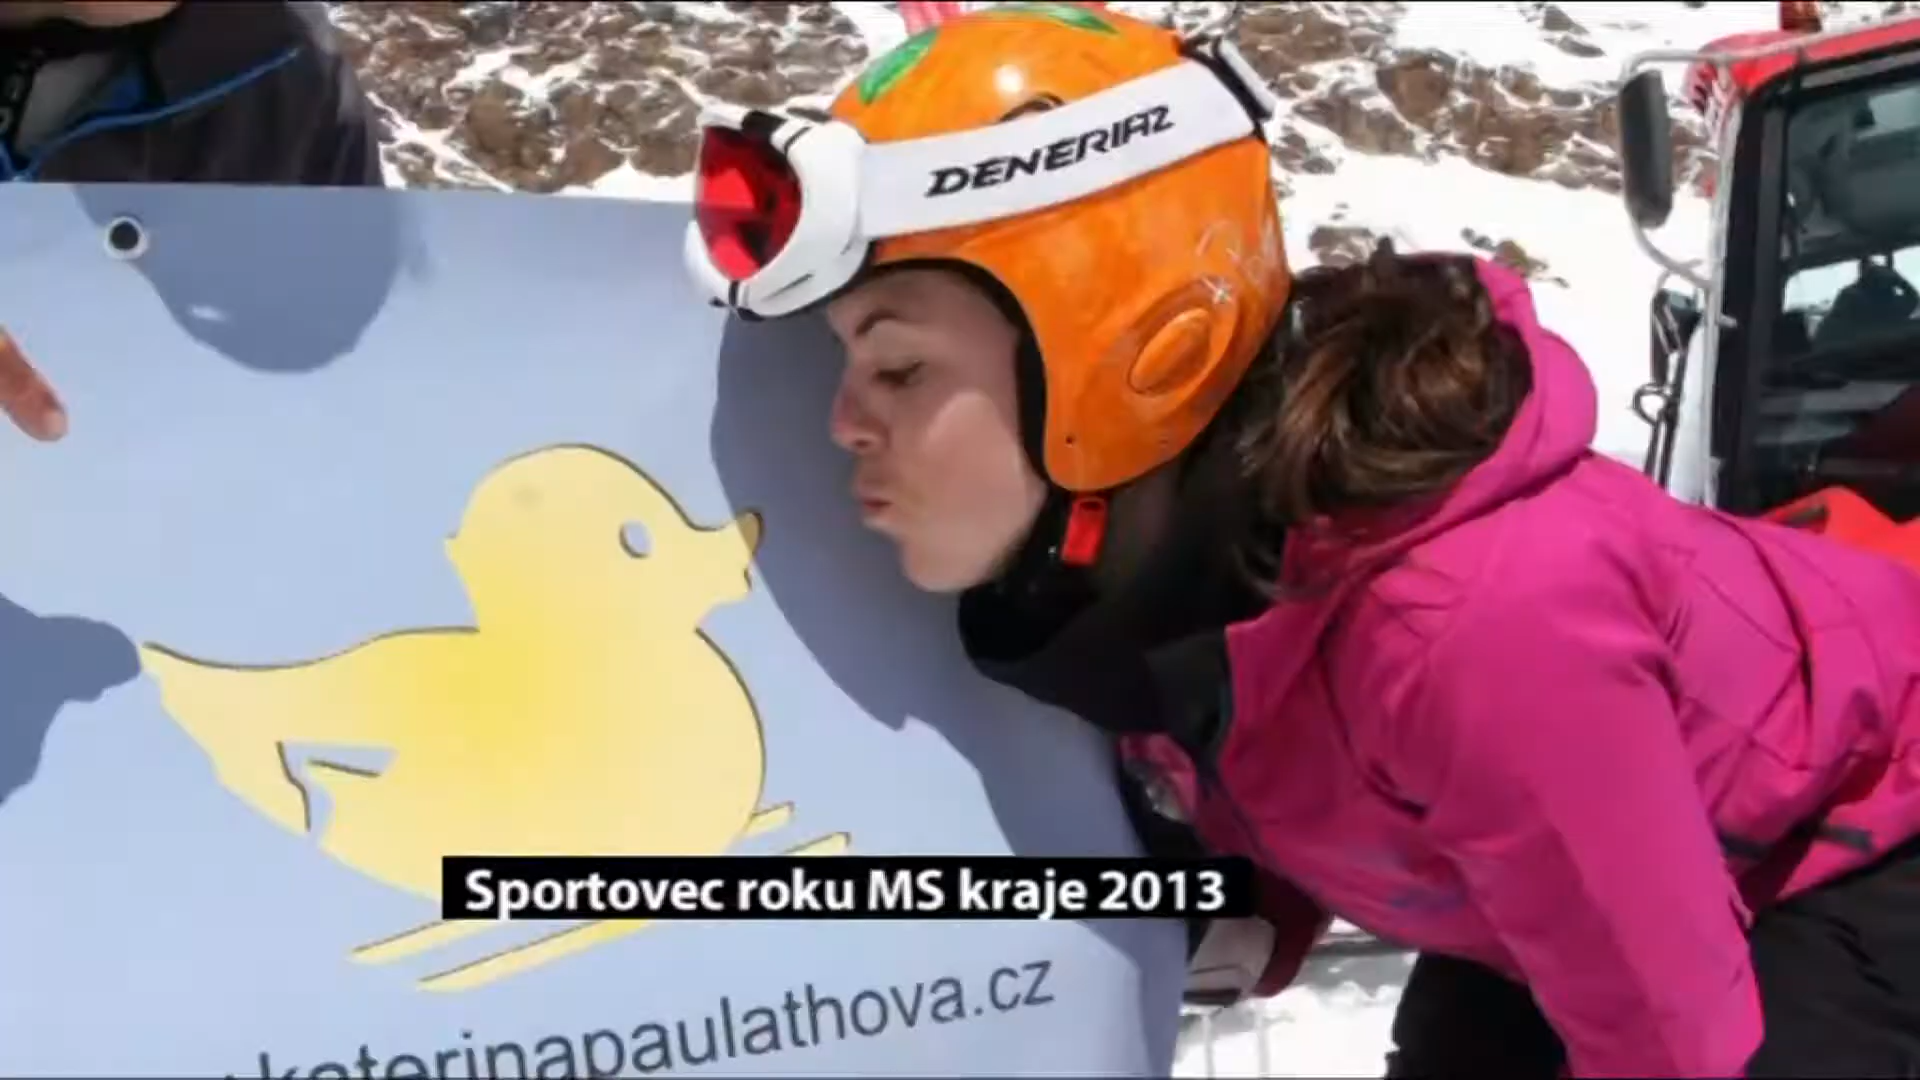 DENERIAZ
Sportovec roku MS kraje 2013
katerinapaulathova.cz